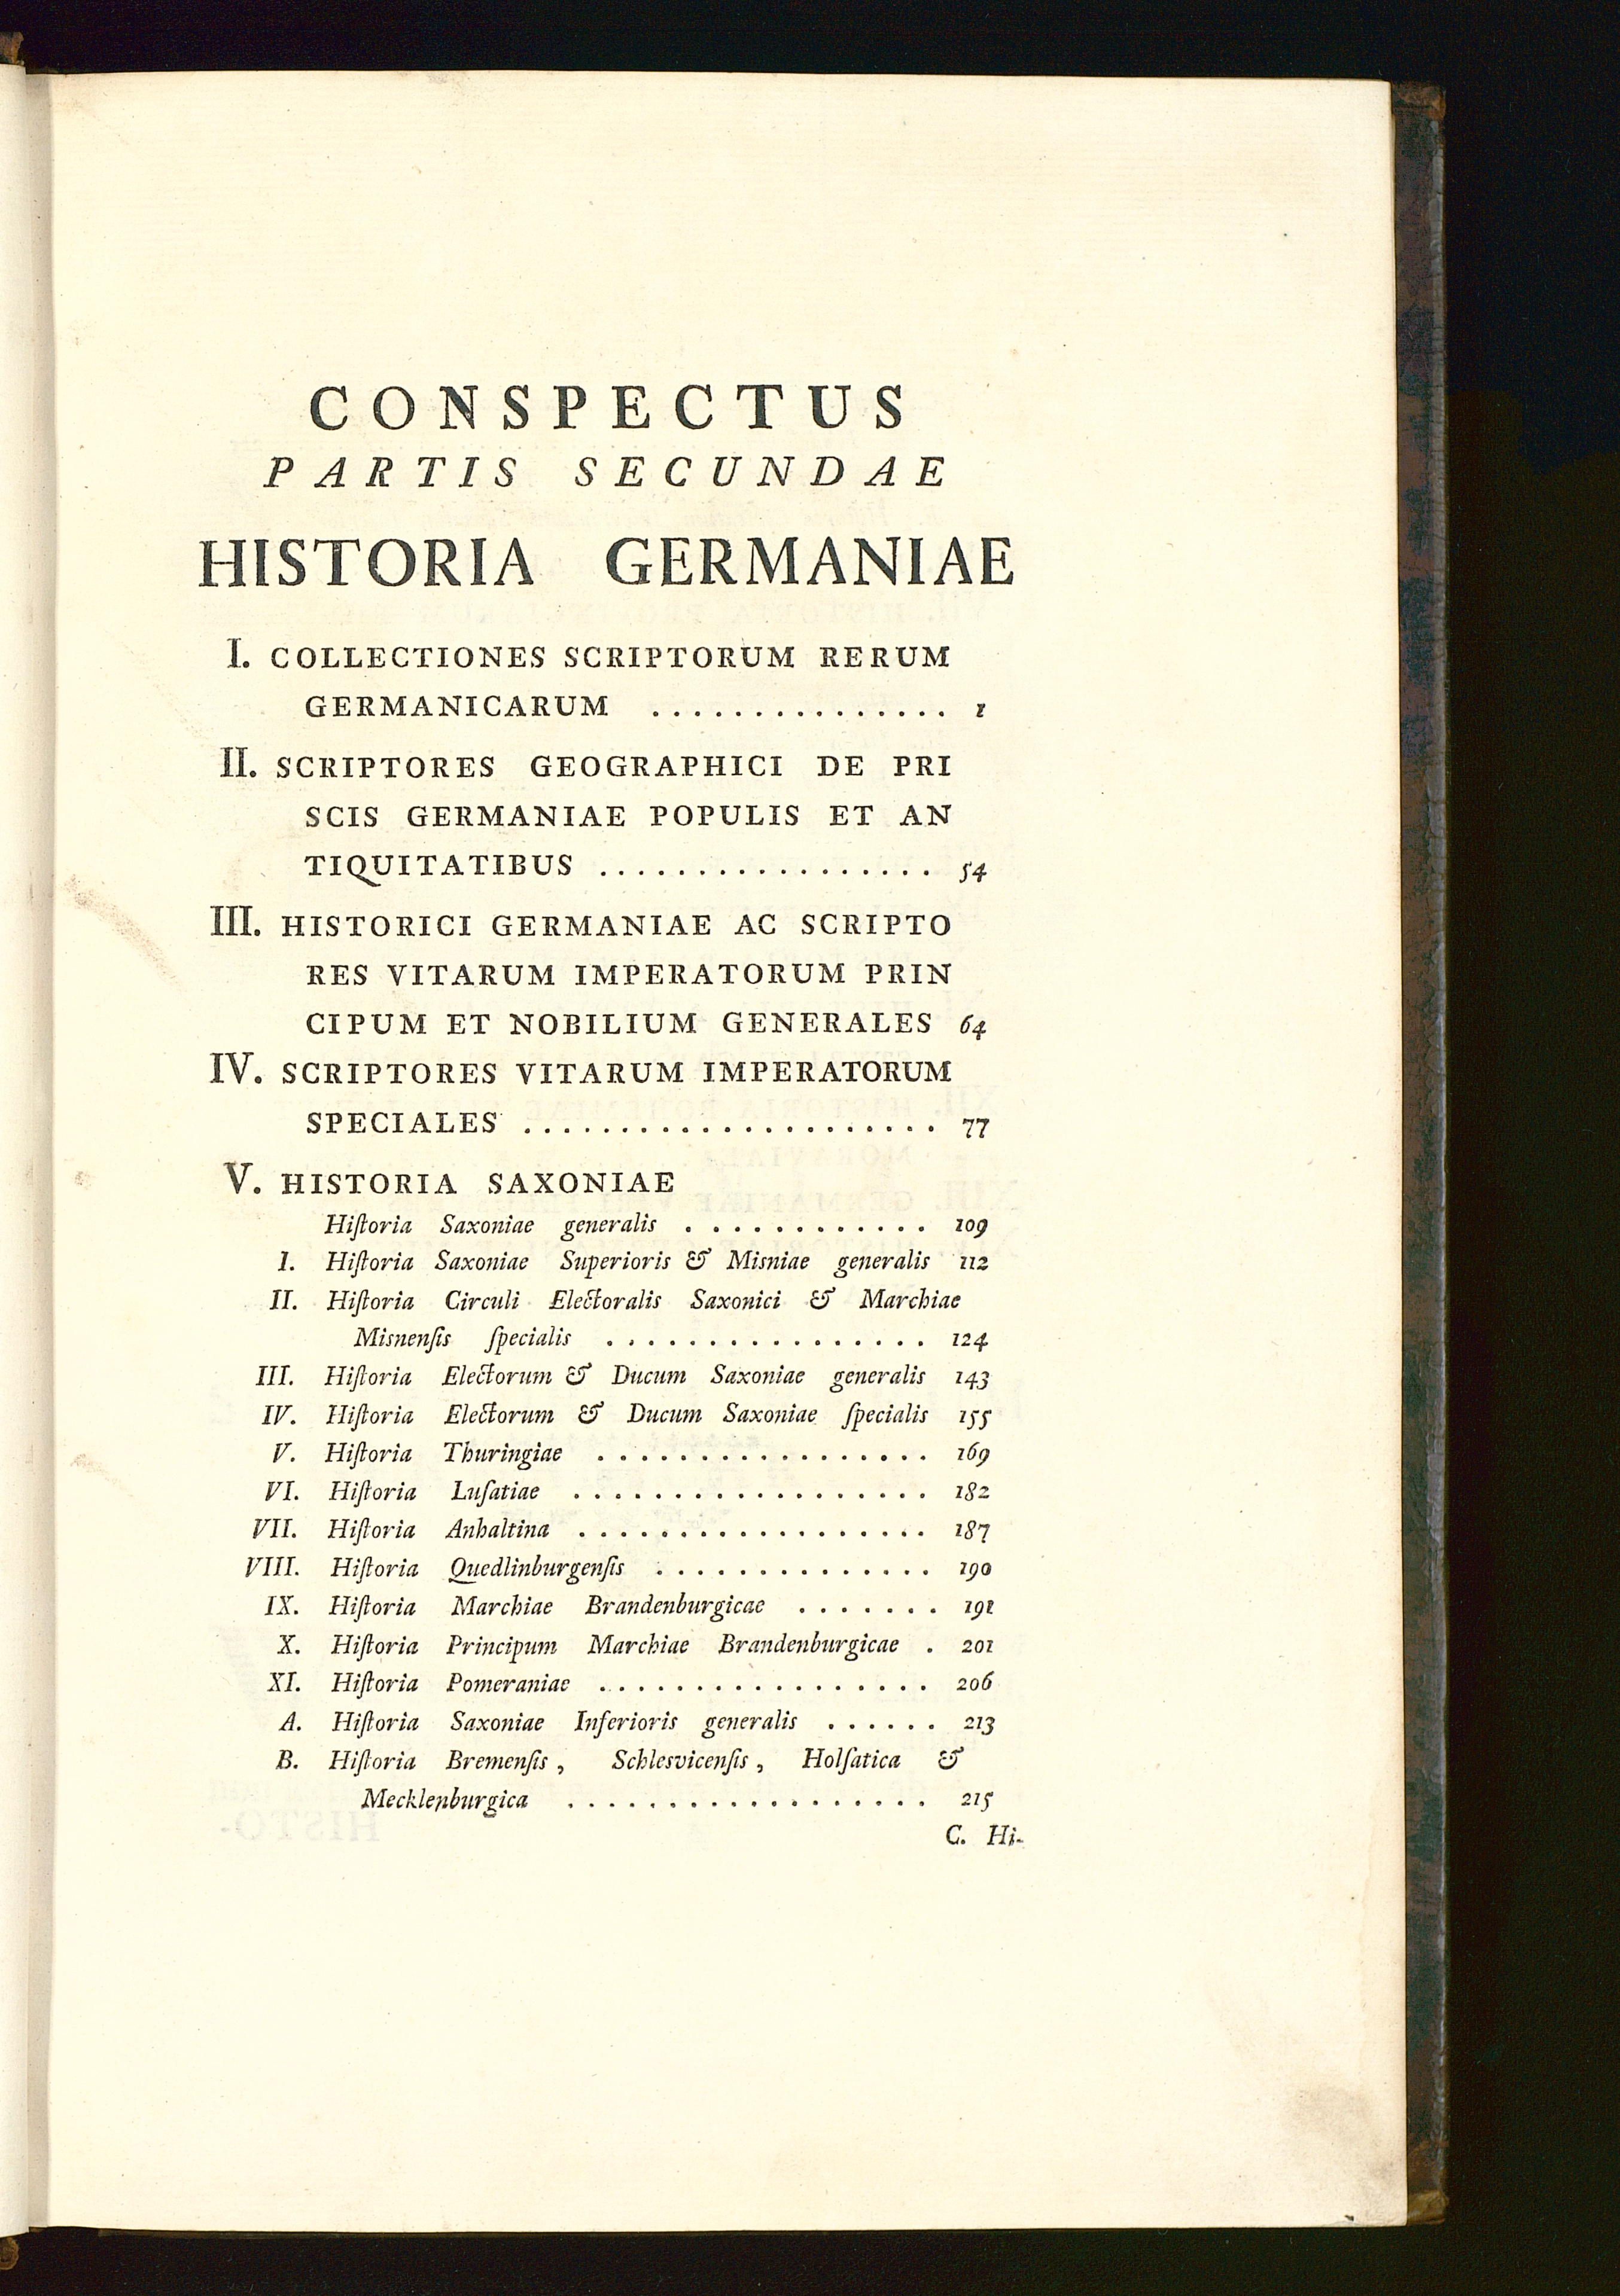 CONSPECTUS
PARTIS SECUNDAE
HISTORIA GERMANIAE
I. COLLECTIONES SCRIPTORUM RERUM
GERMANICARUM ............... 1
II. SCRIPTORES GEOGRAPHICI DE PRI
SCIS GERMANIAE POPULIS ET AN
TIQUITATIBUS ................. 54
III. HISTORICI GERMANIAE AC SCRIPTO
RES VITARUM IMPERATORUM PRIN
CIPUM ET NOBILIUM GENERALES 64
IV. SCRIPTORES VITARUM IMPERATORUM
SPECIALES ..................... 77
V. HISTORIA SAXONIAE
Hiſtoria Saxoniae generalis . . . . . . . . . . . . 109
I. Hiſtoria Saxoniae Superioris & Misniae generalis 112
II. Hiſtoria Circuli Electoralis Saxonici & Marchiae
Misnenſis ſpecialis . . . . . . . . . . . . . . . . 124
III. Hiſtoria Electorum & Ducum Saxoniae generalis 143
IV. Hiſtoria Electorum & Ducum Saxoniae ſpecialis 155
V. Hiſtoria Thuringiae . . . . . . . . . . . . . . . . . 169
VI. Hiſtoria Luſatiae . . . . . . . . . . . . . . . . . . 182
VII. Hiſtoria Anhaltina . . . . . . . . . . . . . . . . . . 187
VIII. Hiſtoria Quedlinburgenſis . . . . . . . . . . . . . . 190
IX. Hiſtoria Marchiae Brandenburgicae . . . . . . . 191
X. Hiſtoria Principum Marchiae Brandenburgicae . 201
XI. Hiſtoria Pomeraniae . . . . . . . . . . . . . . . . . 206
A. Hiſtoria Saxoniae Inferioris generalis . . . . . . 213
B. Hiſtoria Bremenſis, Schlesvicenſis, Holſatica &
Mecklenburgica . . . . . . . . . . . . . . . . . . 215
C. Hi-